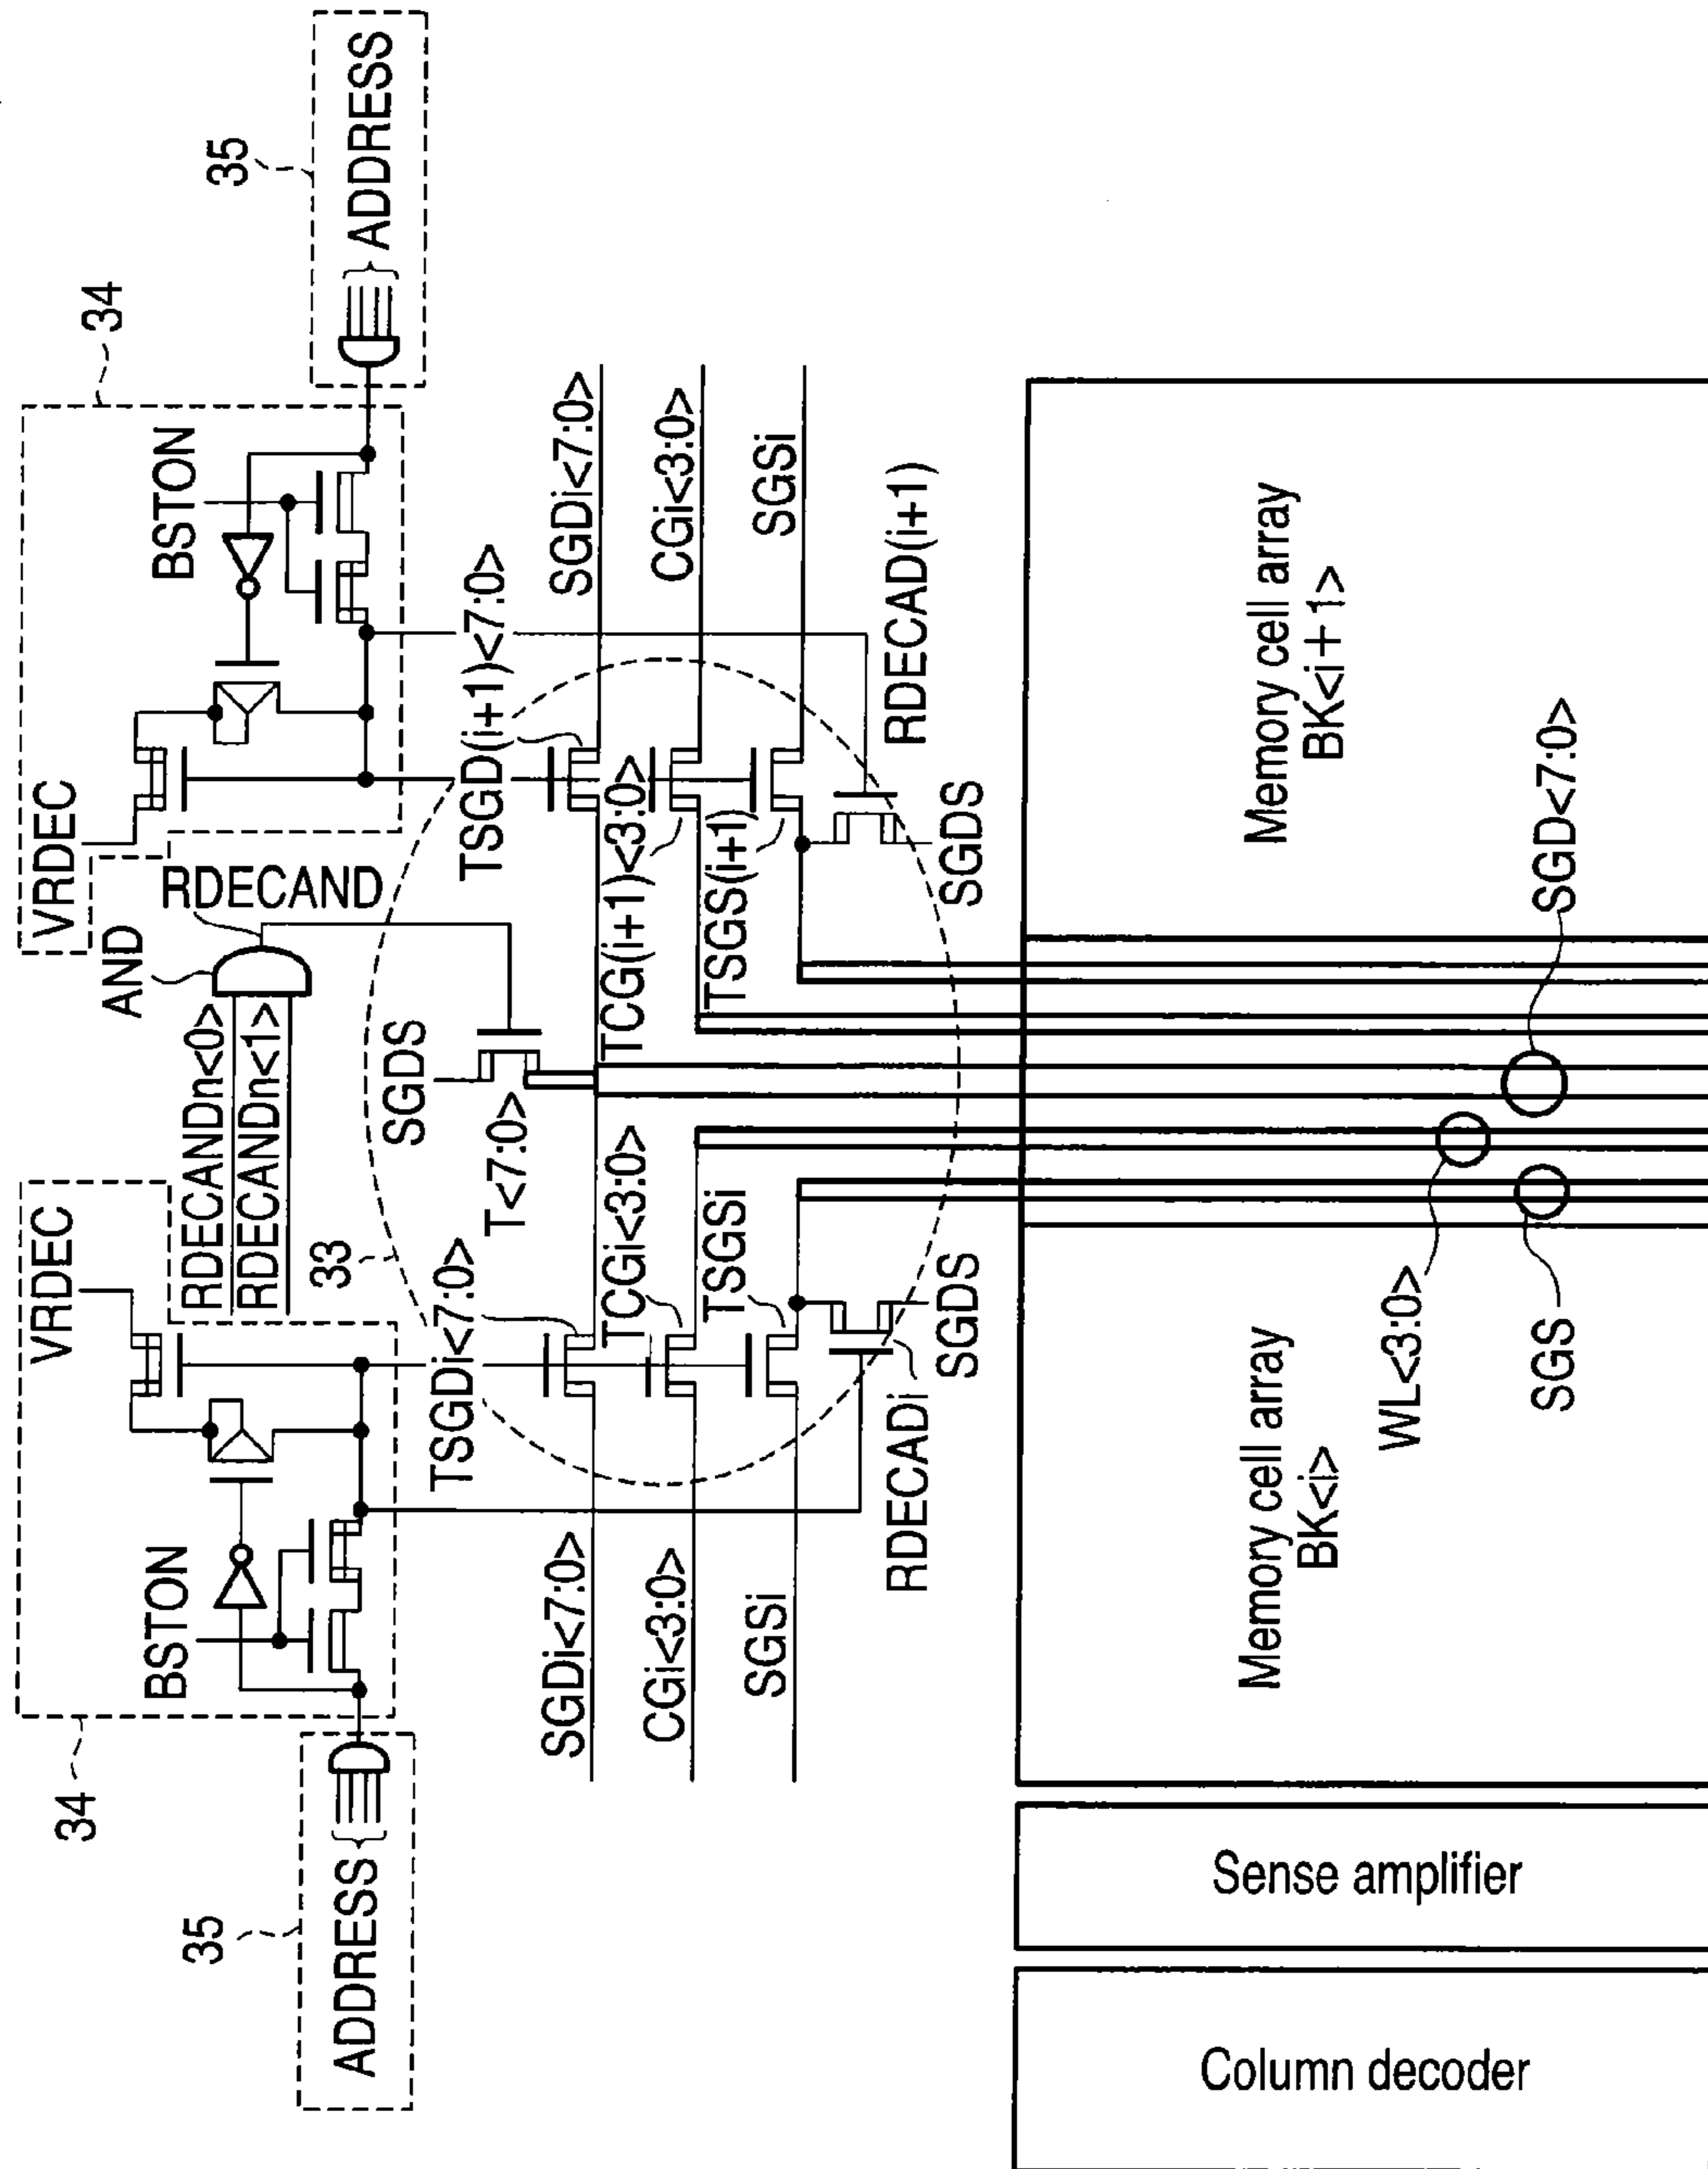 34
35
VRDEC
VRDEC
AND
RDECAND
BSTON
BSTON
RDECANDn<0>
RDECANDn<1>
35
ADDRESS
34
ADDRESS
33
SGDS
T<7:0>
TSGDi<7:0>
TSGD(i+1)<7:0>
SGDi<7:0>
SGDi<7:0>
TCGi<3:0>
TCG(i+1)<3:0>
CGi<3:0>
CGi<3:0>
TSGSi
TSGS(i+1)
SGSi
SGSi
RDECADi
SGDS
SGDS
RDECAD(i+1)
Column decoder
Sense amplifier
Memory cell array
BK<i>
Memory cell array
BK<i+1>
WL<3:0>
SGS
SGD<7:0>